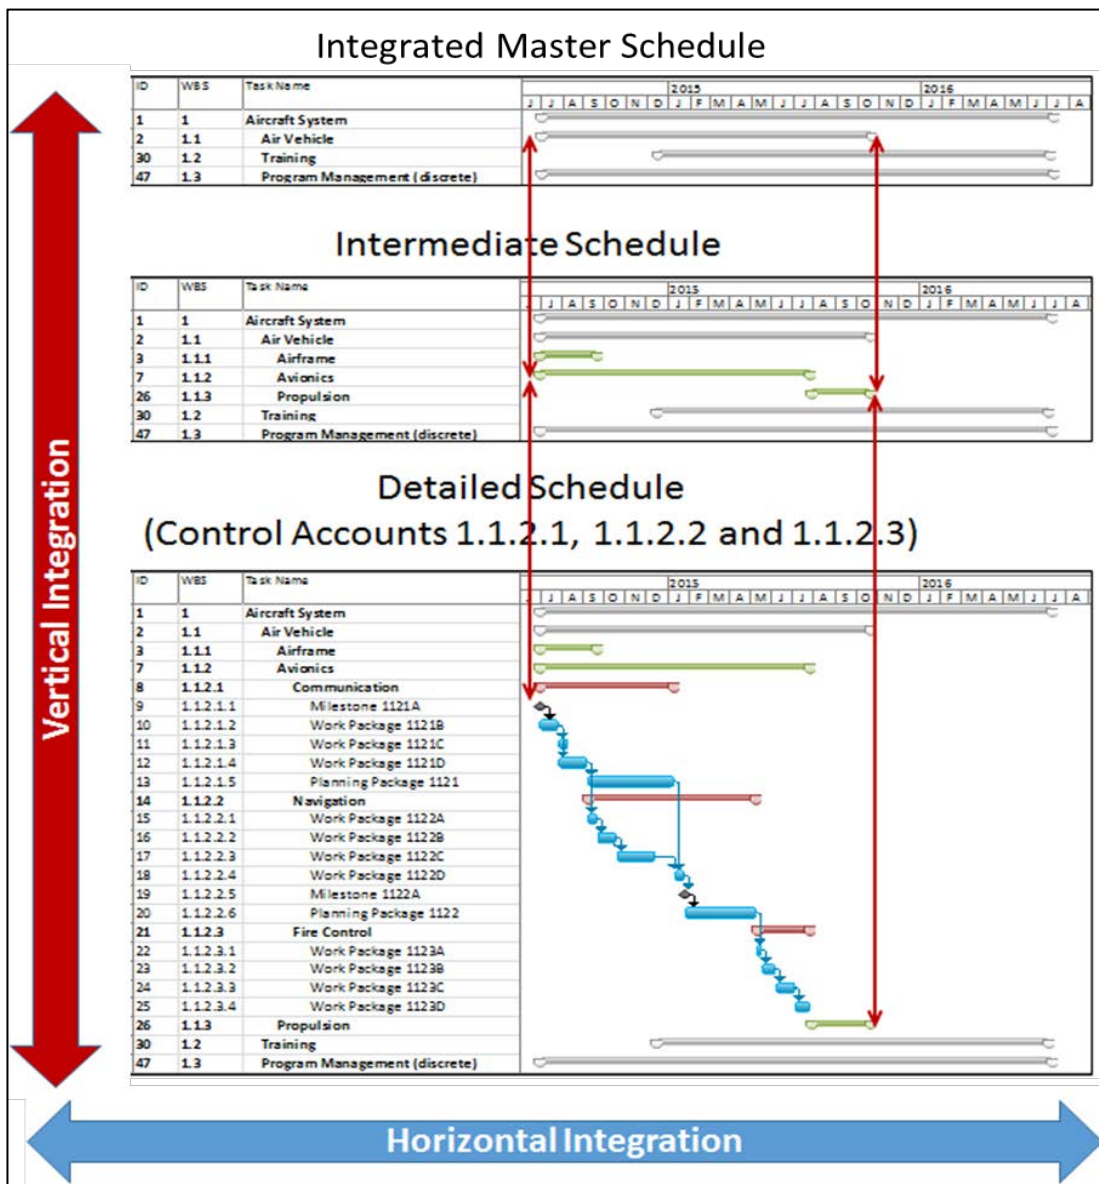 Integrated Master Schedule
ID WBS Task Name 2015 2016
J J A S O N D J F M A M J J A S O N D J F M A M J J A
1 1 Aircraft System
2 1.1 Air Vehicle
30 1.2 Training
47 1.3 Program Management (discrete)
Intermediate Schedule
ID WBS Task Name 2015 2016
J J A S O N D J F M A M J J A S O N D J F M A M J J A
1 1 Aircraft System
2 1.1 Air Vehicle
3 1.1.1 Airframe
7 1.1.2 Avionics
26 1.1.3 Propulsion
30 1.2 Training
47 1.3 Program Management (discrete)
Detailed Schedule
(Control Accounts 1.1.2.1, 1.1.2.2 and 1.1.2.3)
ID WBS Task Name 2015 2016
J J A S O N D J F M A M J J A S O N D J F M A M J J A
1 1 Aircraft System
2 1.1 Air Vehicle
3 1.1.1 Airframe
7 1.1.2 Avionics
8 1.1.2.1 Communication
9 1.1.2.1.1 Milestone 1121A
10 1.1.2.1.2 Work Package 1121B
11 1.1.2.1.3 Work Package 1121C
12 1.1.2.1.4 Work Package 1121D
13 1.1.2.1.5 Planning Package 1121
14 1.1.2.2 Navigation
15 1.1.2.2.1 Work Package 1122A
16 1.1.2.2.2 Work Package 1122B
17 1.1.2.2.3 Work Package 1122C
18 1.1.2.2.4 Work Package 1122D
19 1.1.2.2.5 Milestone 1122A
20 1.1.2.2.6 Planning Package 1122
21 1.1.2.3 Fire Control
22 1.1.2.3.1 Work Package 1123A
23 1.1.2.3.2 Work Package 1123B
24 1.1.2.3.3 Work Package 1123C
25 1.1.2.3.4 Work Package 1123D
26 1.1.3 Propulsion
30 1.2 Training
47 1.3 Program Management (discrete)
Vertical Integration
Horizontal Integration